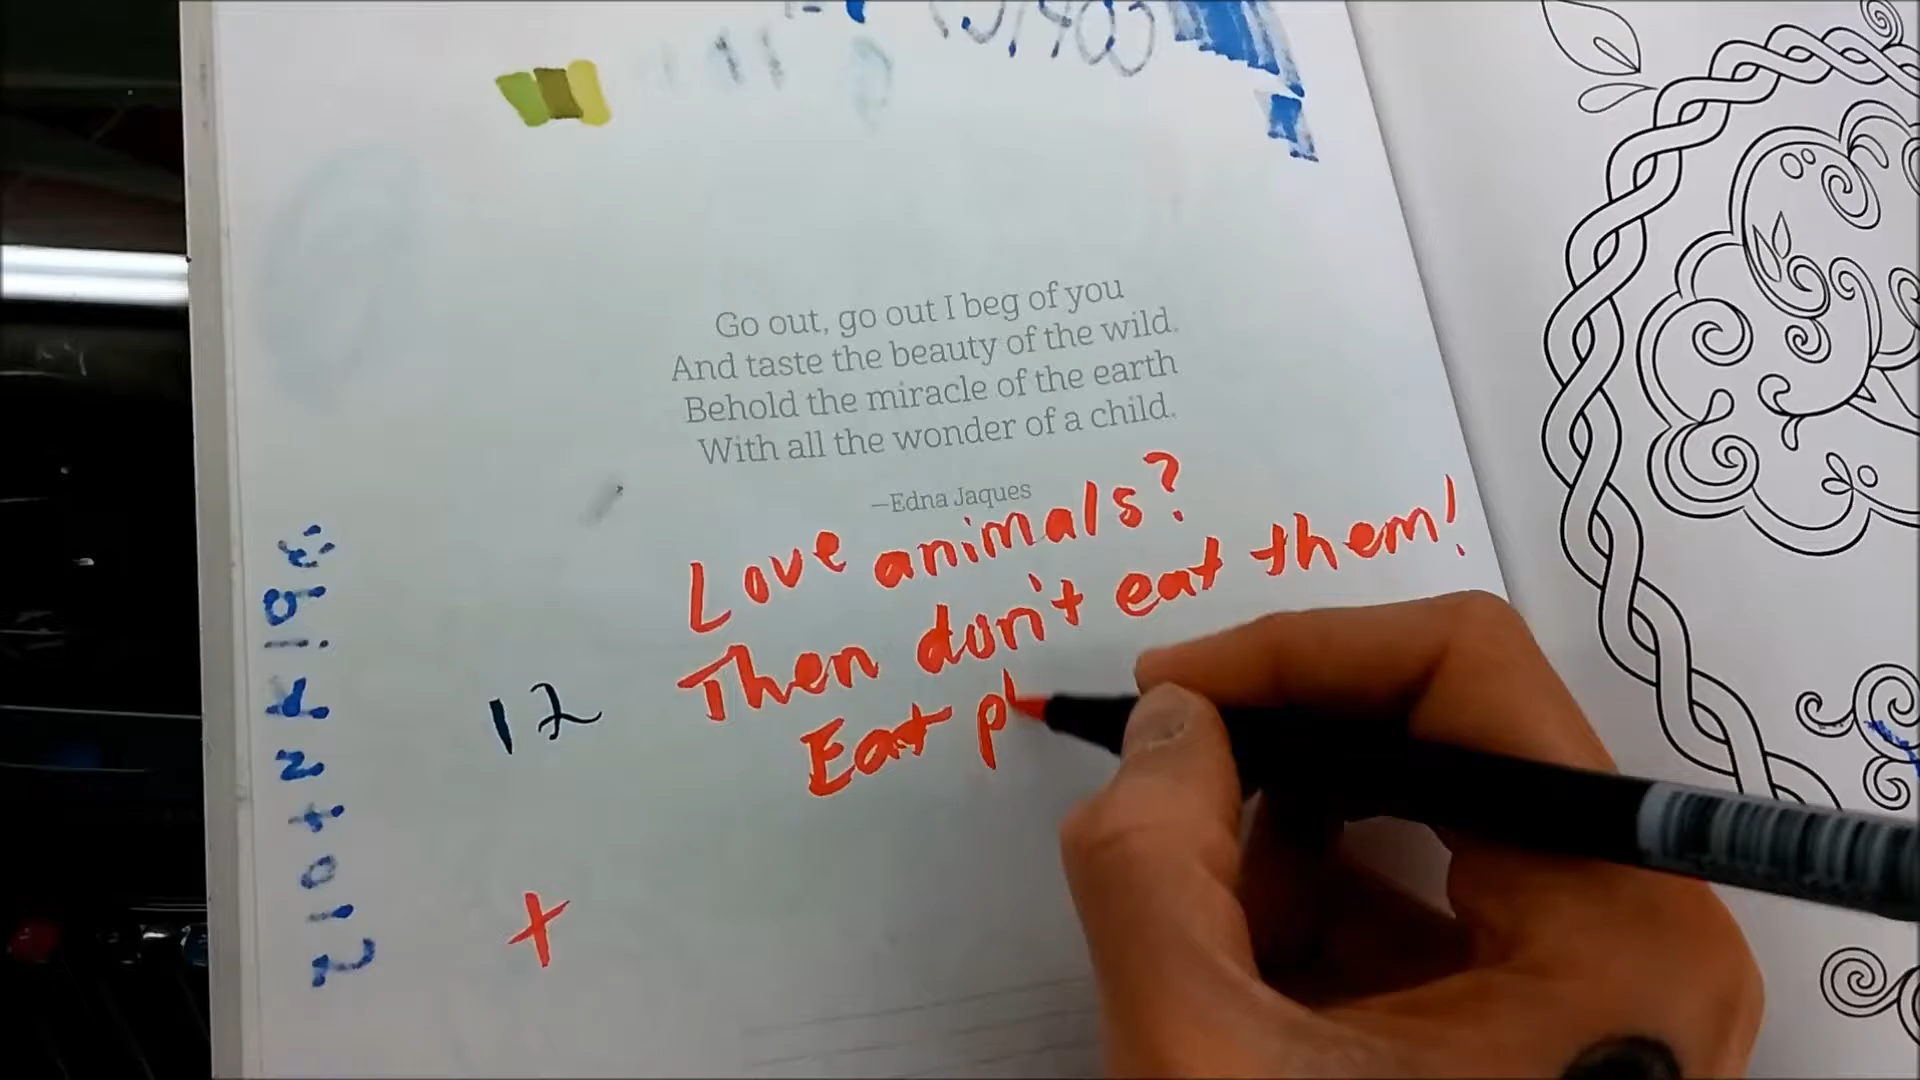 Go out, go out I beg of you
And taste the beauty of the wild.
Behold the miracle of the earth
With all the wonder of a child.
—Edna Jaques
Love animals?
Then don't eat them!
Eat pl
12